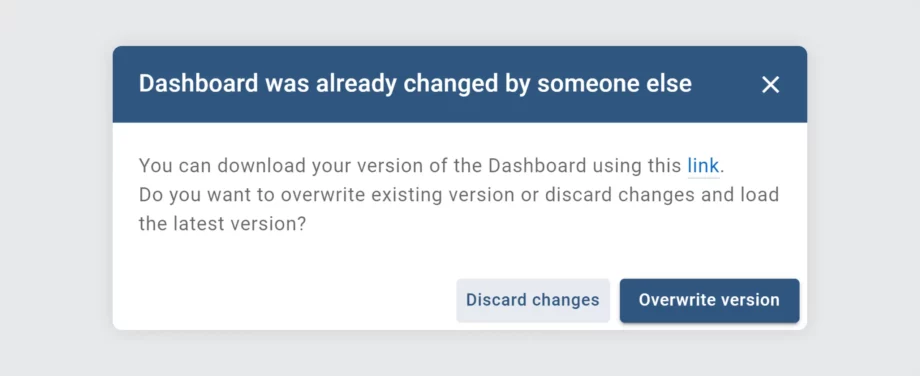 Dashboard was already changed by someone else
You can download your version of the Dashboard using this link.
Do you want to overwrite existing version or discard changes and load
the latest version?
Discard changes
Overwrite version